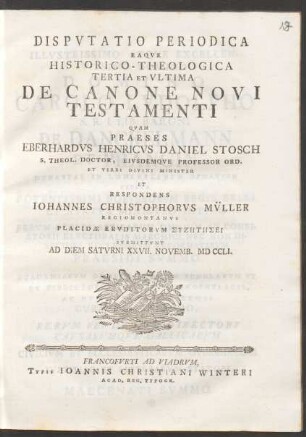 DISPVTATIO PERIODICA
EAQVE
HISTORICO-THEOLOGICA
TERTIA ET VLTIMA
DE CANONE NOVI
TESTAMENTI
QVAM
PRAESES
EBERHARDVS HENRICVS DANIEL STOSCH
S. THEOL. DOCTOR, EIVSDEMQVE PROFESSOR ORD.
ET VERBI DIVINI MINISTER
ET
RESPONDENS
IOHANNES CHRISTOPHORVS MÜLLER
REGIOMONTANVS
PLACIDÆ ERVDITORVM ΣΥΖΗΤΗΣΕΙ
SVBMITTVNT
AD DIEM SATVRNI XXVII. NOVEMB. MDCCLI.
FRANCOFVRTI AD VIADRVM,
TYPIS IOANNIS CHRISTIANI WINTERI
ACAD. REG. TYPOGR.